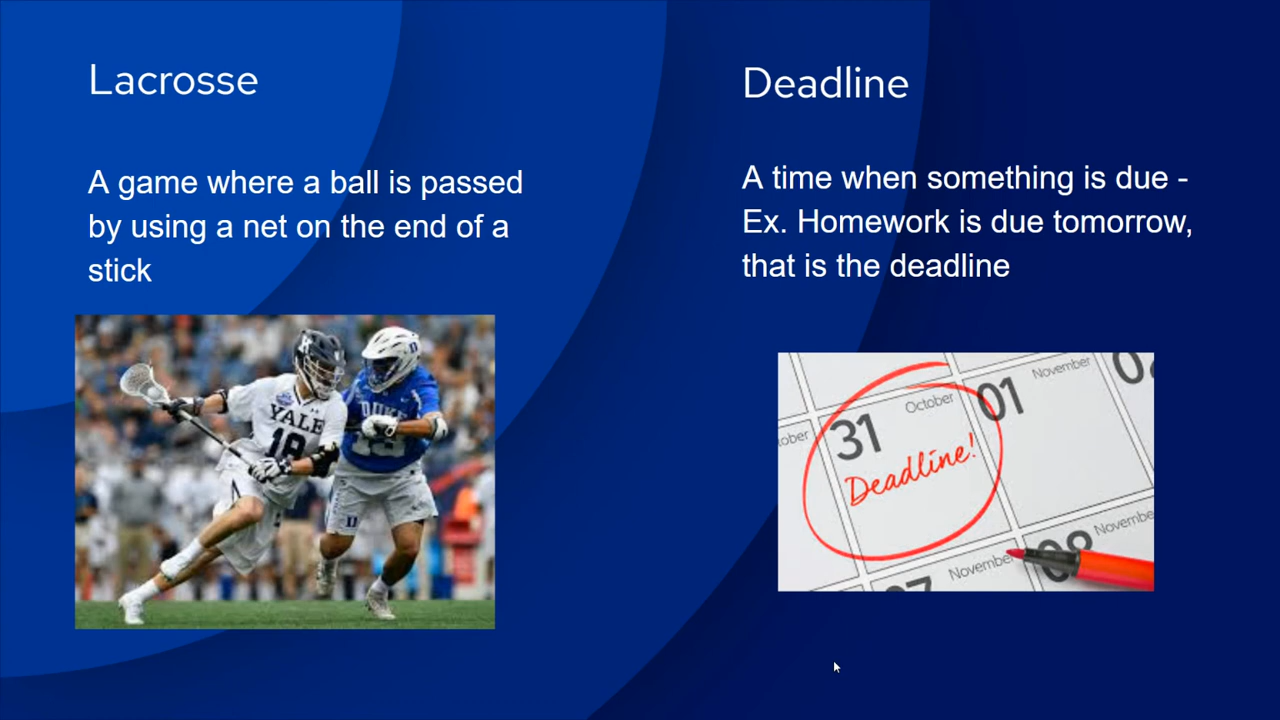 Lacrosse
A game where a ball is passed
by using a net on the end of a
stick
YALE
18
DUKE
D
Deadline
A time when something is due -
Ex. Homework is due tomorrow,
that is the deadline
October
31
Deadline!
November
01
November
November